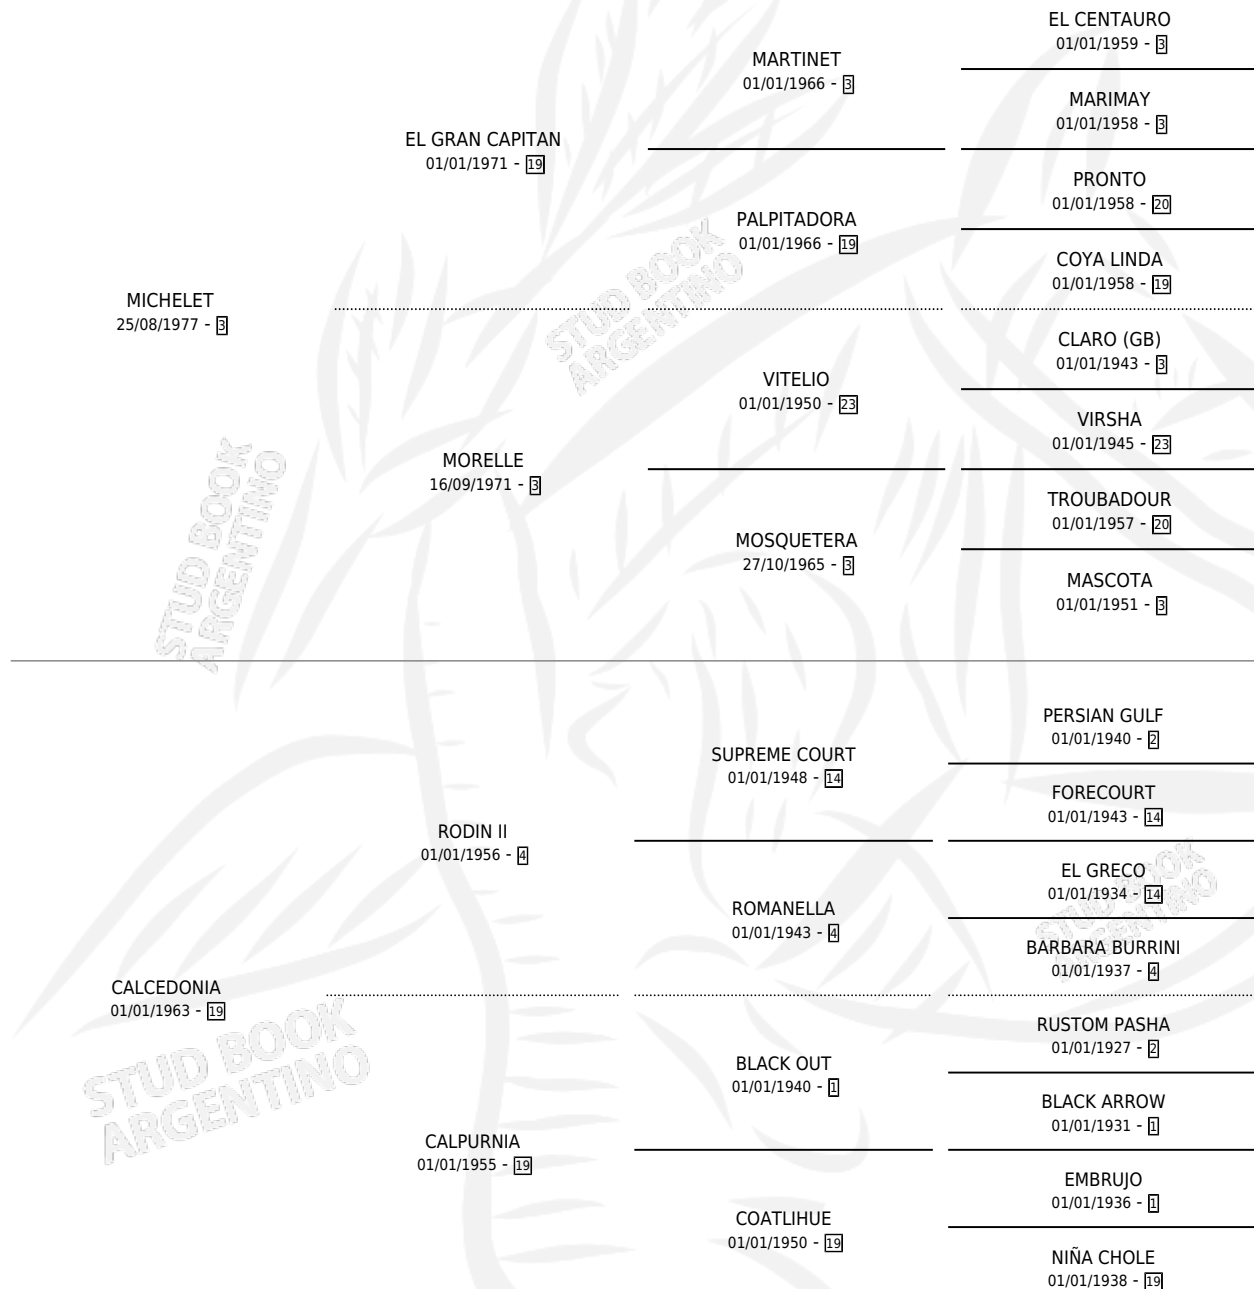 EL CENTAURO
01/01/1959 - 3
MARTINET
01/01/1966 - 3
MARIMAY
01/01/1958 - 3
EL GRAN CAPITAN
01/01/1971 - 19
PRONTO
01/01/1958 - 20
PALPITADORA
01/01/1966 - 19
COYA LINDA
01/01/1958 - 19
MICHELET
25/08/1977 - 3
CLARO (GB)
01/01/1943 - 3
VITELIO
01/01/1950 - 23
VIRSHA
01/01/1945 - 23
MORELLE
16/09/1971 - 3
TROUBADOUR
01/01/1957 - 20
MOSQUETERA
27/10/1965 - 3
MASCOTA
01/01/1951 - 3
STUD BOOK
ARGENTINO
STUD BOOK
ARGENTINO
PERSIAN GULF
01/01/1940 - 2
SUPREME COURT
01/01/1948 - 14
FORECOURT
01/01/1943 - 14
RODIN II
01/01/1956 - 4
EL GRECO
01/01/1934 - 14
ROMANELLA
01/01/1943 - 4
BARBARA BURRINI
01/01/1937 - 4
CALCEDONIA
01/01/1963 - 19
RUSTOM PASHA
01/01/1927 - 2
BLACK OUT
01/01/1940 - 1
BLACK ARROW
01/01/1931 - 1
CALPURNIA
01/01/1955 - 19
EMBRUJO
01/01/1936 - 1
COATLIHUE
01/01/1950 - 19
NIÑA CHOLE
01/01/1938 - 19
STUD BOOK
ARGENTINO
STUD BOOK
ARGENTINO